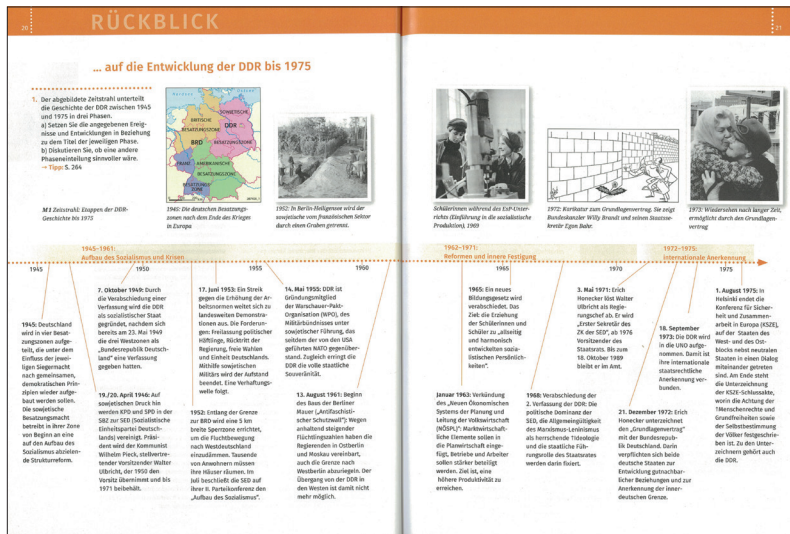 20
RÜCKBLICK
21
... auf die Entwicklung der DDR bis 1975
1. Der abgebildete Zeitstrahl unterteilt
die Geschichte der DDR zwischen 1945
und 1975 in drei Phasen.
a) Setzen Sie die angegebenen Ereig-
nisse und Entwicklungen in Beziehung
zu dem Titel der jeweiligen Phase.
b) Diskutieren Sie, ob eine andere
Phaseneinteilung sinnvoller wäre.
→ Tipp: S. 264
M1 Zeitstrahl: Etappen der DDR-
Geschichte bis 1975
SOWJETISCHE
BRITISCHE
DDR
BESATZUNGSZONE
BESATZUNGSZONE
BRD
FRANZ.
AMERIKANISCHE
BESATZUNGSZONE
BESATZUNGS-
ZONE
1945: Die deutschen Besatzungs-
zonen nach dem Ende des Krieges
in Europa
1952: In Berlin-Heiligensee wird der
sowjetische vom französischen Sektor
durch einen Graben getrennt.
Schülerinnen während des EsP-Unter-
richts (Einführung in die sozialistische
Produktion), 1969
1972: Karikatur zum Grundlagenvertrag. Sie zeigt
Bundeskanzler Willy Brandt und seinen Staatsse-
kretär Egon Bahr.
1973: Wiedersehen nach langer Zeit,
ermöglicht durch den Grundlagen-
vertrag
1945–1961:
Aufbau des Sozialismus und Krisen
1962–1971:
Reformen und innere Festigung
1972–1975:
Internationale Anerkennung
1945
1950
1955
1960
1965
1970
1975
1945: Deutschland
wird in vier Besat-
zungszonen aufge-
teilt, die unter dem
Einfluss der jewei-
ligen Siegermacht
nach gemeinsamen,
demokratischen Prin-
zipien wieder aufge-
baut werden sollen.
Die sowjetische
Besatzungsmacht
betreibt in ihrer Zone
von Beginn an eine
auf den Aufbau des
Sozialismus abzielen-
de Strukturreform.
7. Oktober 1949: Durch
die Verabschiedung einer
Verfassung wird die DDR
als sozialistischer Staat
gegründet, nachdem sich
bereits am 23. Mai 1949
die drei Westzonen als
„Bundesrepublik Deutsch-
land“ eine Verfassung
gegeben hatten.
19./20. April 1946: Auf
sowjetischen Druck hin
werden KPD und SPD in der
SBZ zur SED (Sozialistische
Einheitspartei Deutsch-
lands) vereinigt. Präsi-
dent wird der Kommunist
Wilhelm Pieck, stellvertre-
tender Vorsitzender Walter
Ulbricht, der 1950 den
Vorsitz übernimmt und bis
1971 beibehält.
17. Juni 1953: Ein Streik
gegen die Erhöhung der Ar-
beitsnormen weitet sich zu
landesweiten Demonstra-
tionen aus. Die Forderun-
gen: Freilassung politischer
Häftlinge, Rücktritt der
Regierung, freie Wahlen
und Einheit Deutschlands.
Mithilfe sowjetischen
Militärs wird der Aufstand
beendet. Eine Verhaftungs-
welle folgt.
1952: Entlang der Grenze
zur BRD wird eine 5 km
breite Sperrzone errichtet,
um die Fluchtbewegung
nach Westdeutschland
einzudämmen. Tausende
von Anwohnern müssen
ihre Häuser räumen. Im
Juli beschließt die SED auf
ihrer II. Parteikonferenz den
„Aufbau des Sozialismus“.
14. Mai 1955: DDR ist
Gründungsmitglied
der Warschauer-Pakt-
Organisation (WPO), des
Militärbündnisses unter
sowjetischer Führung, das
seitdem der von den USA
geführten NATO gegenüber-
stand. Zugleich erringt die
DDR die volle staatliche
Souveränität.
13. August 1961: Beginn
des Baus der Berliner
Mauer („Antifaschisti-
scher Schutzwall“): Wegen
anhaltend steigender
Flüchtlingszahlen haben die
Regierenden in Ostberlin
und Moskau vereinbart,
auch die Grenze nach
Westberlin abzuriegeln. Der
Übergang von der DDR in
den Westen ist damit nicht
mehr möglich.
1965: Ein neues
Bildungsgesetz wird
verabschiedet. Das
Ziel: die Erziehung
der Schülerinnen und
Schüler zu „allseitig
und harmonisch
entwickelten sozia-
listischen Persönlich-
keiten“.
Januar 1963: Verkündung
des „Neuen Ökonomischen
Systems der Planung und
Leitung der Volkswirtschaft
(NÖSPL)“: Marktwirtschaft-
liche Elemente sollen in
die Planwirtschaft einge-
fügt, Betriebe und Arbeiter
sollen stärker beteiligt
werden. Ziel ist, eine
höhere Produktivität zu
erreichen.
3. Mai 1971: Erich
Honecker löst Walter
Ulbricht als Regie-
rungschef ab. Er wird
„Erster Sekretär des
ZK der SED“, ab 1976
Vorsitzender des
Staatsrats. Bis zum
18. Oktober 1989
bleibt er im Amt.
1968: Verabschiedung der
2. Verfassung der DDR: Die
politische Dominanz der
SED, die Allgemeingültigkeit
des Marxismus-Leninismus
als herrschende Ideologie
und die staatliche Füh-
rungsrolle des Staatsrates
werden darin fixiert.
18. September
1973: Die DDR wird
in die UNO aufge-
nommen. Damit ist
ihre internationale
staatsrechtliche
Anerkennung ver-
bunden.
21. Dezember 1972: Erich
Honecker unterzeichnet
den „Grundlagenvertrag“
mit der Bundesrepub-
lik Deutschland. Darin
verpflichten sich beide
deutsche Staaten zur
Entwicklung gutnachbar-
licher Beziehungen und zur
Anerkennung der inner-
deutschen Grenze.
1. August 1975: In
Helsinki endet die
Konferenz für Sicher-
heit und Zusammen-
arbeit in Europa (KSZE),
auf der Staaten des
West- und des Ost-
blocks nebst neutralen
Staaten in einen Dialog
miteinander getreten
sind. Am Ende steht
die Unterzeichnung
der KSZE-Schlussakte,
worin die Achtung der
Menschenrechte und
Grundfreiheiten sowie
der Selbstbestimmung
der Völker festgeschrie-
ben ist. Zu den Unter-
zeichnern gehört auch
die DDR.